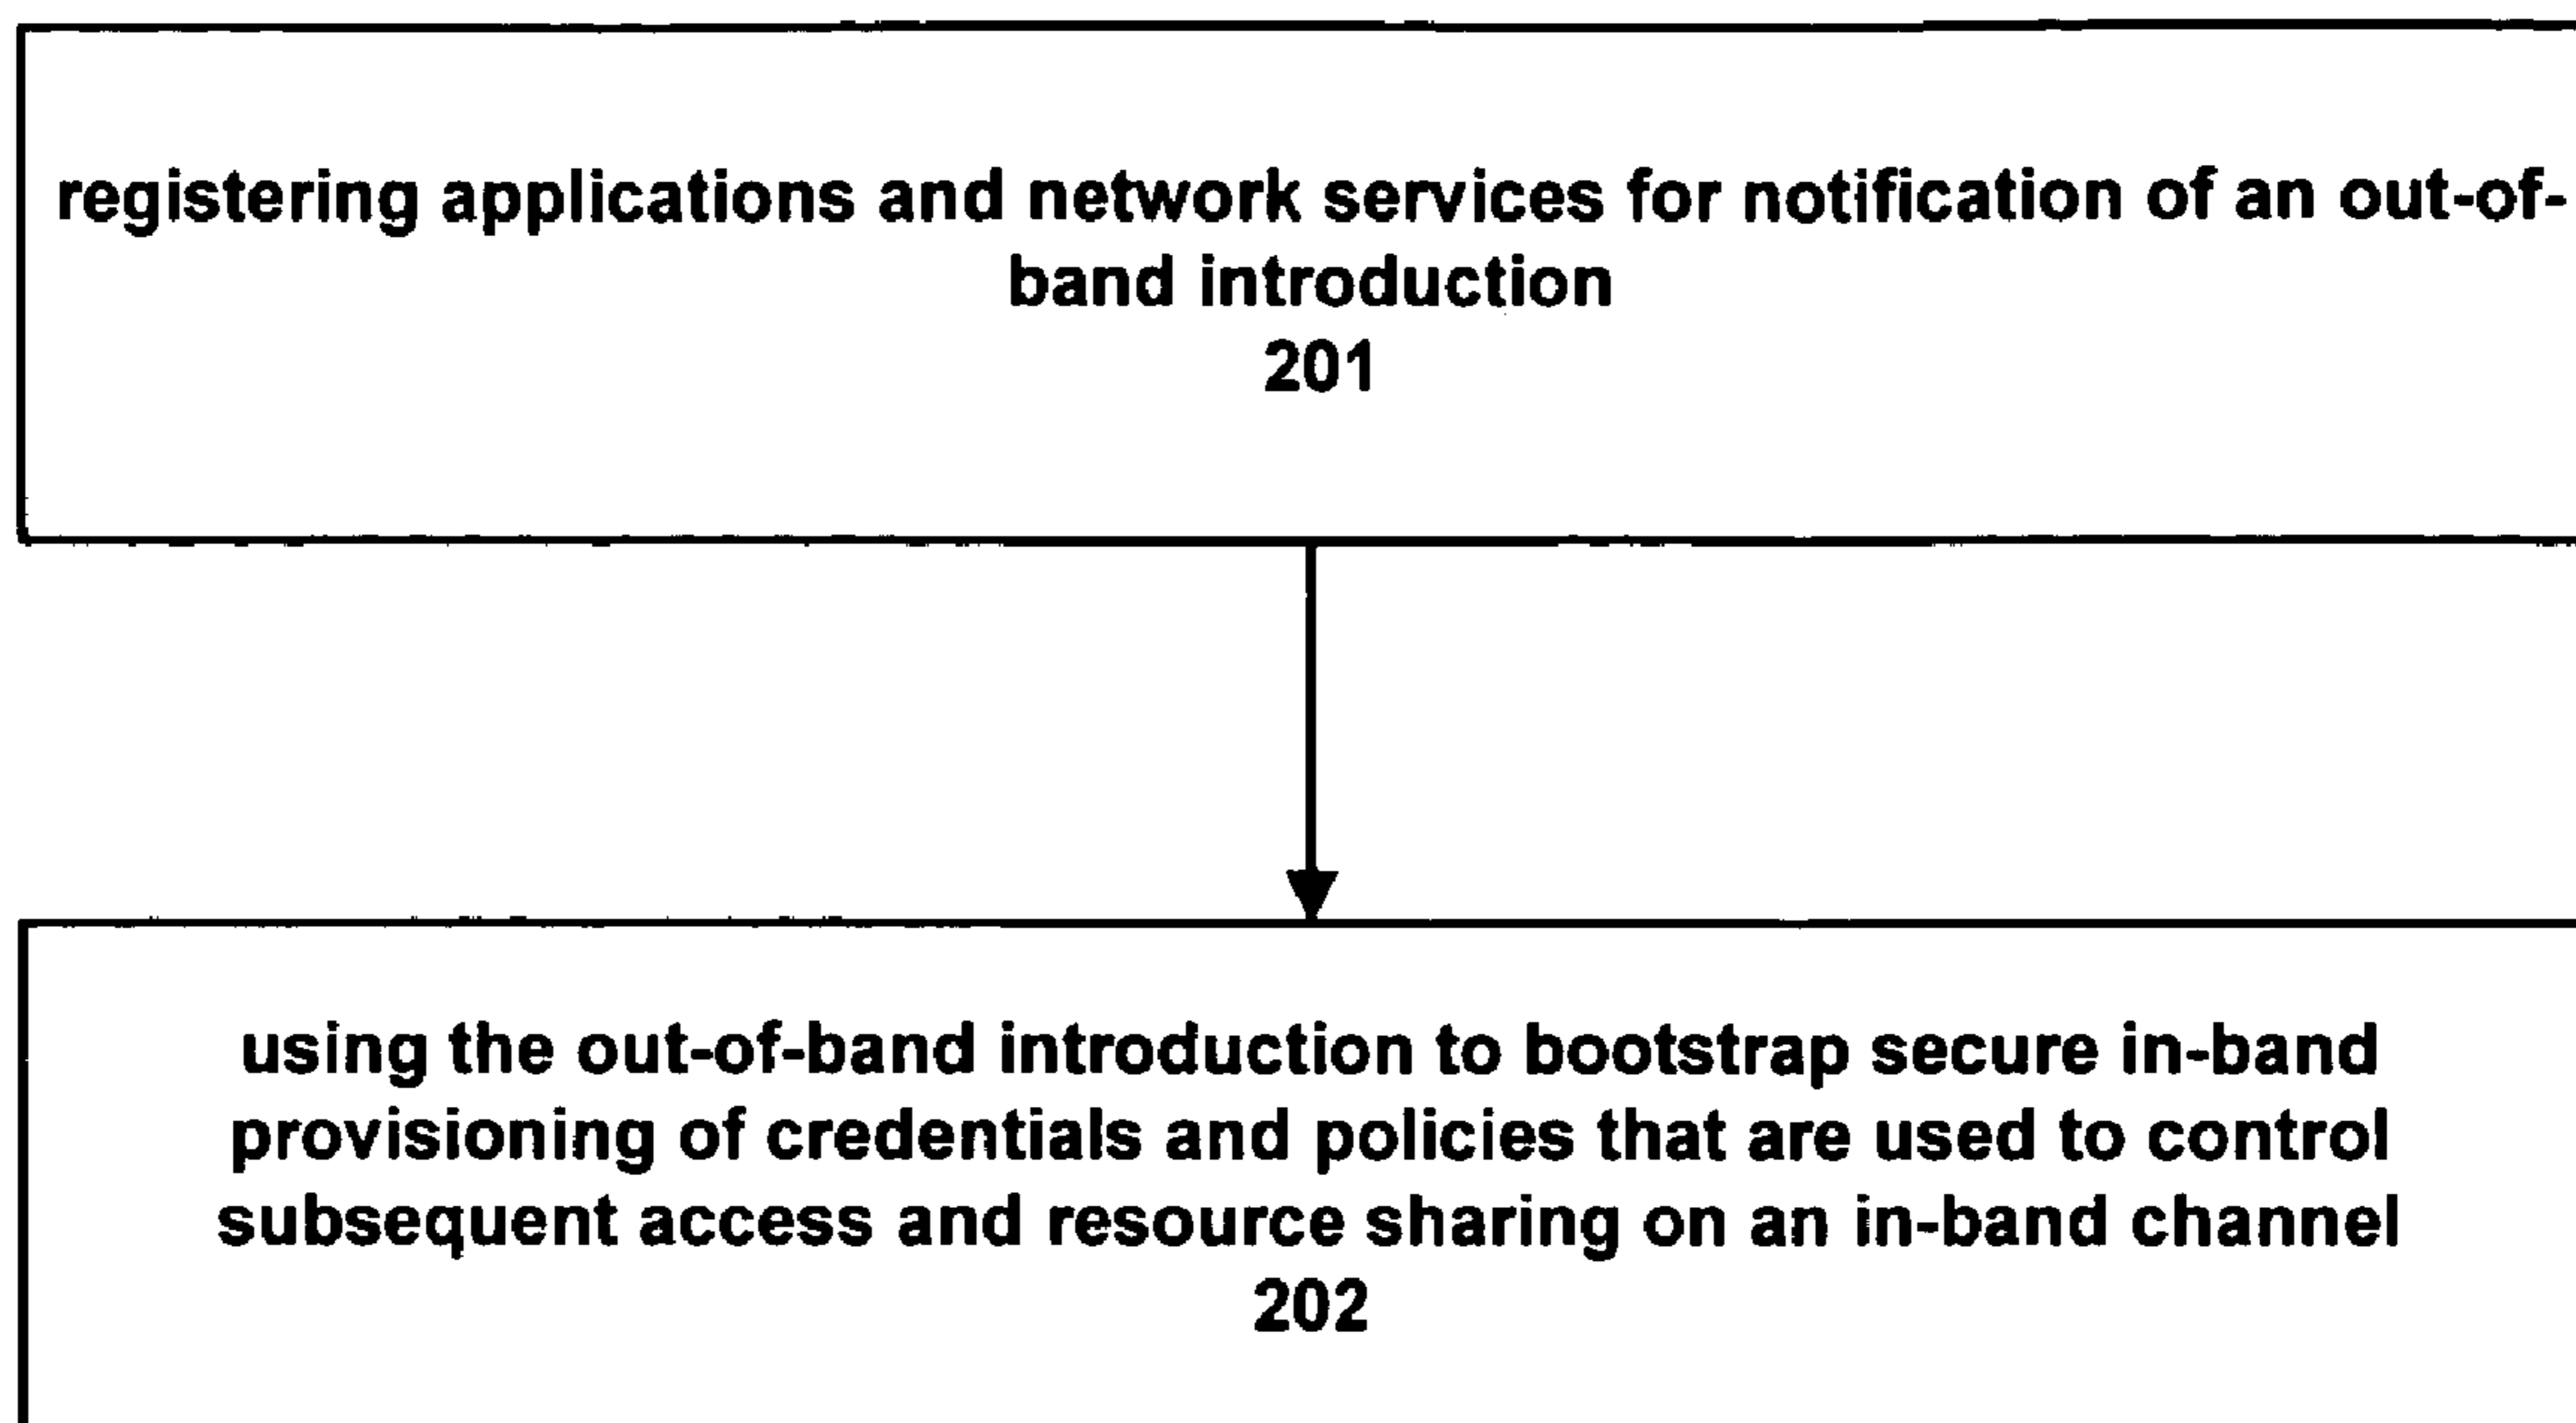 registering applications and network services for notification of an out-of-
band introduction
201
using the out-of-band introduction to bootstrap secure in-band
provisioning of credentials and policies that are used to control
subsequent access and resource sharing on an in-band channel
202